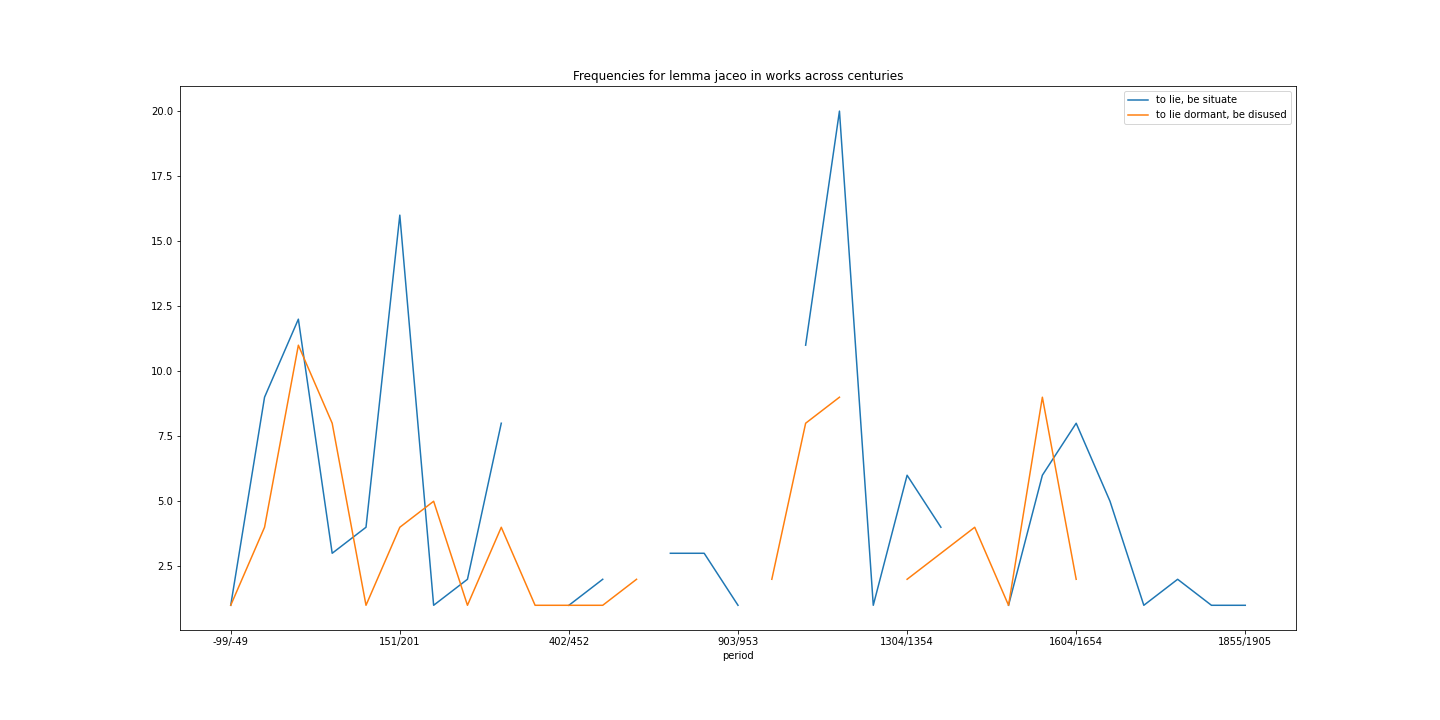 Frequencies for lemma jaceo in works across centuries
to lie, be situate
to lie dormant, be disused
20.0
17.5
15.0
12.5
10.0
7.5
5.0
2.5
-99/-49 151/201 402/452 903/953 1304/1354 1604/1654 1855/1905
period